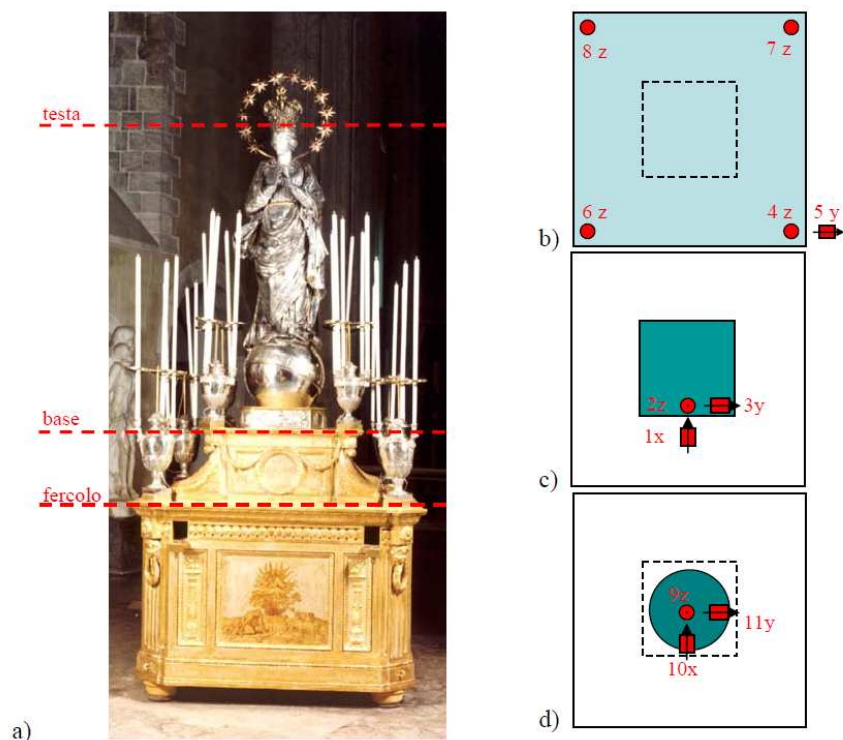 testa
base
fercolo
a)
8 z
7 z
6 z
4 z
5 y
b)
2z
3y
1x
c)
9z
11y
10x
d)